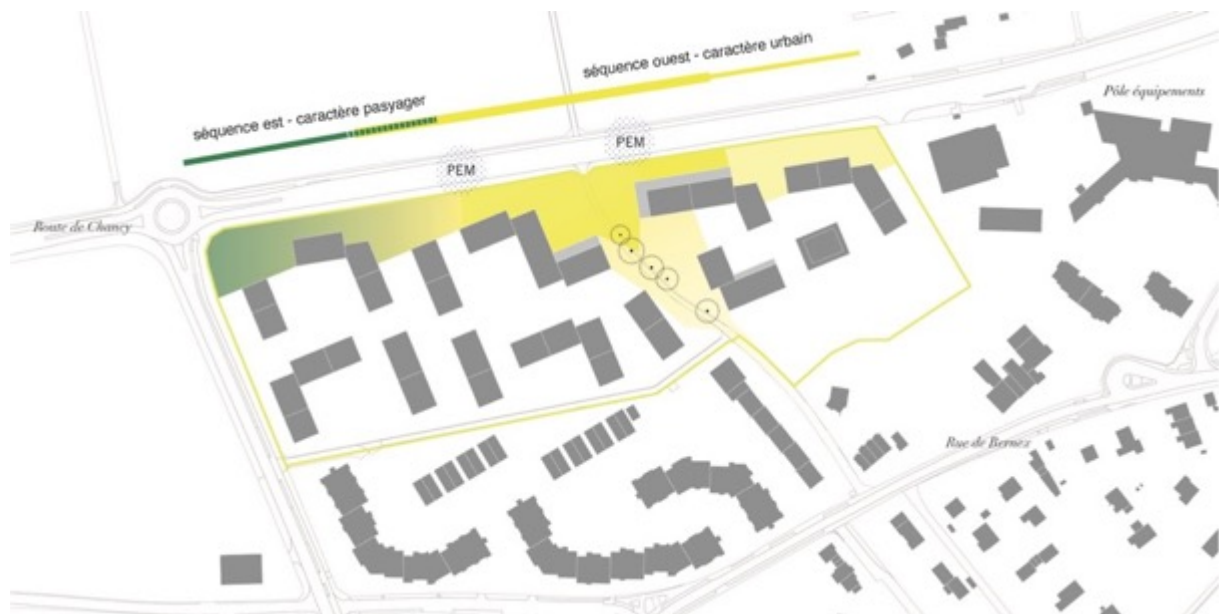 séquence ouest - caractère urbain
séquence est - caractère pasyager
Pôle équipements
PEM
PEM
Route de Chancy
Rue de Bernex